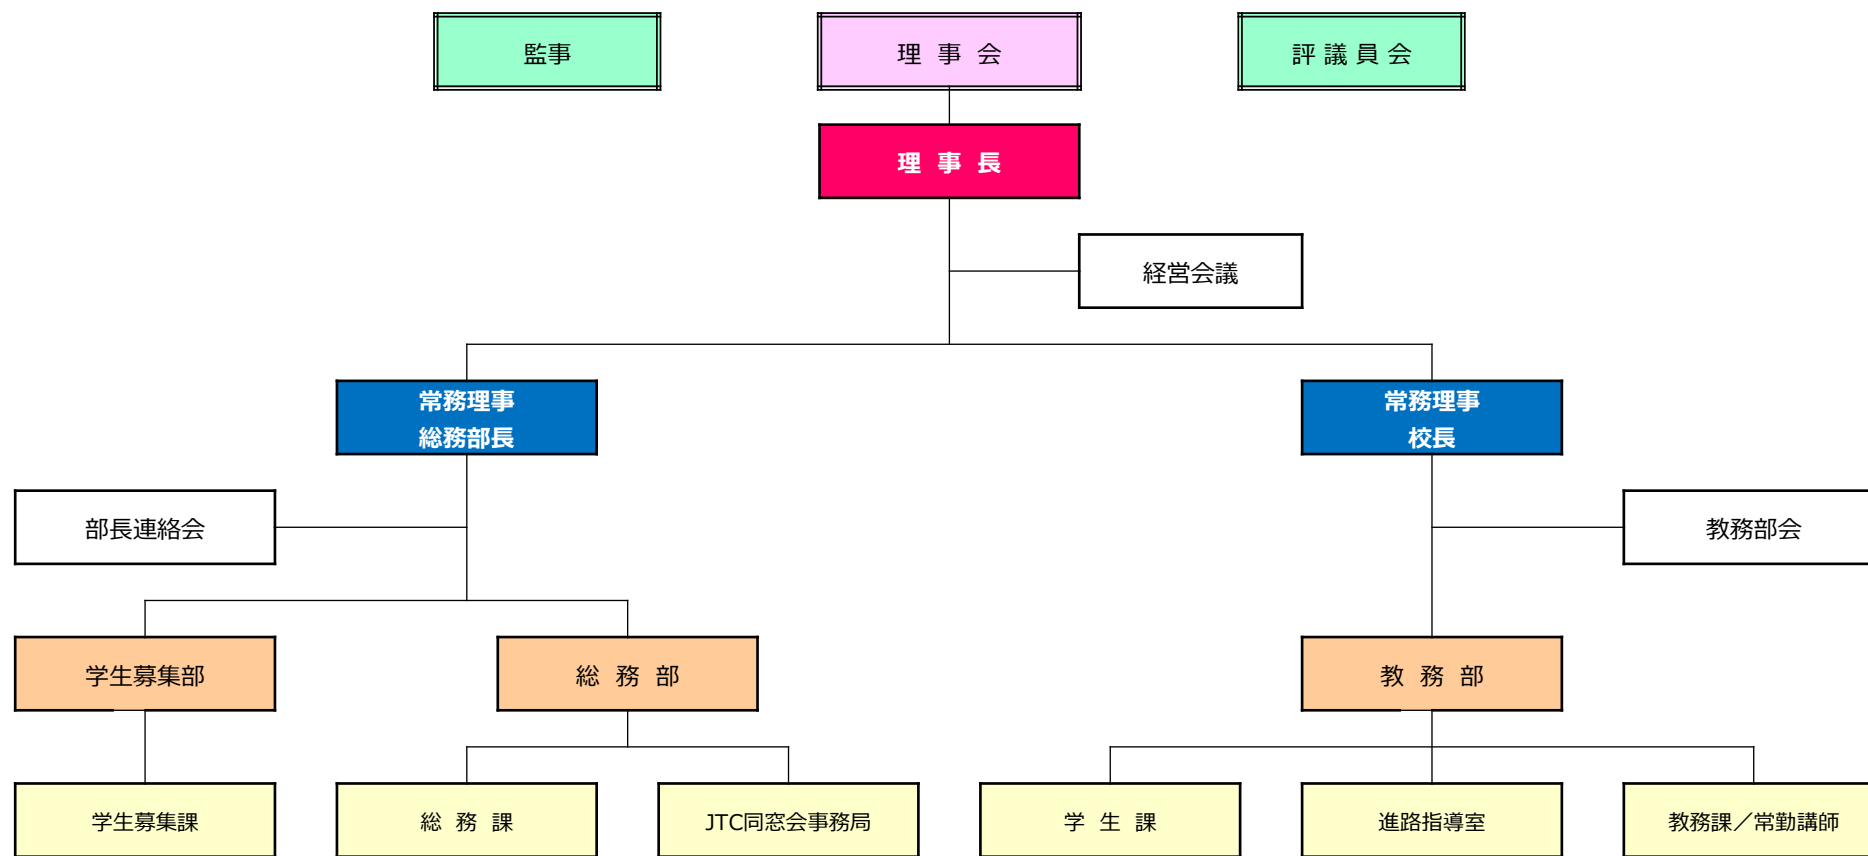 監事
理 事 会
評 議 員 会
理 事 長
経営会議
常務理事
総務部長
常務理事
校長
部長連絡会
教務部会
学生募集部
総 務 部
教 務 部
学生募集課
総 務 課
JTC同窓会事務局
学 生 課
進路指導室
教務課／常勤講師